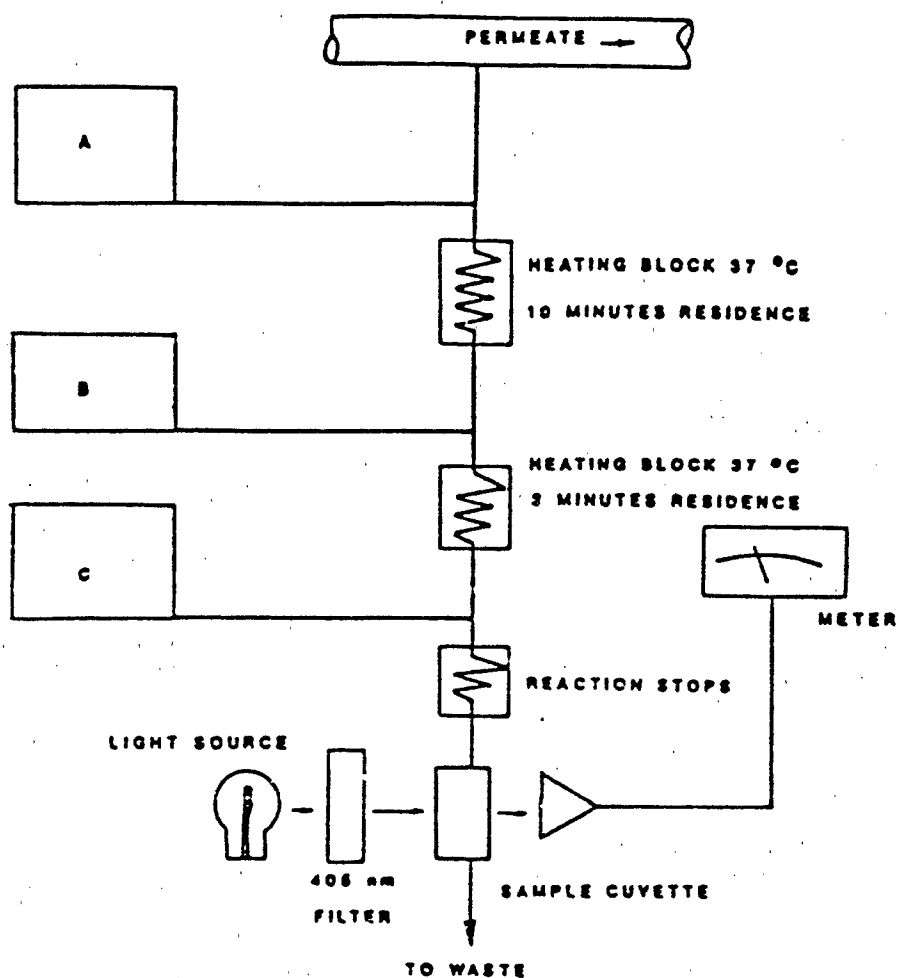 PERMEATE
A
HEATING BLOCK 37 °C
10 MINUTES RESIDENCE
B
HEATING BLOCK 37 °C
3 MINUTES RESIDENCE
C
METER
REACTION STOPS
LIGHT SOURCE
405 nm
FILTER
SAMPLE CUVETTE
TO WASTE